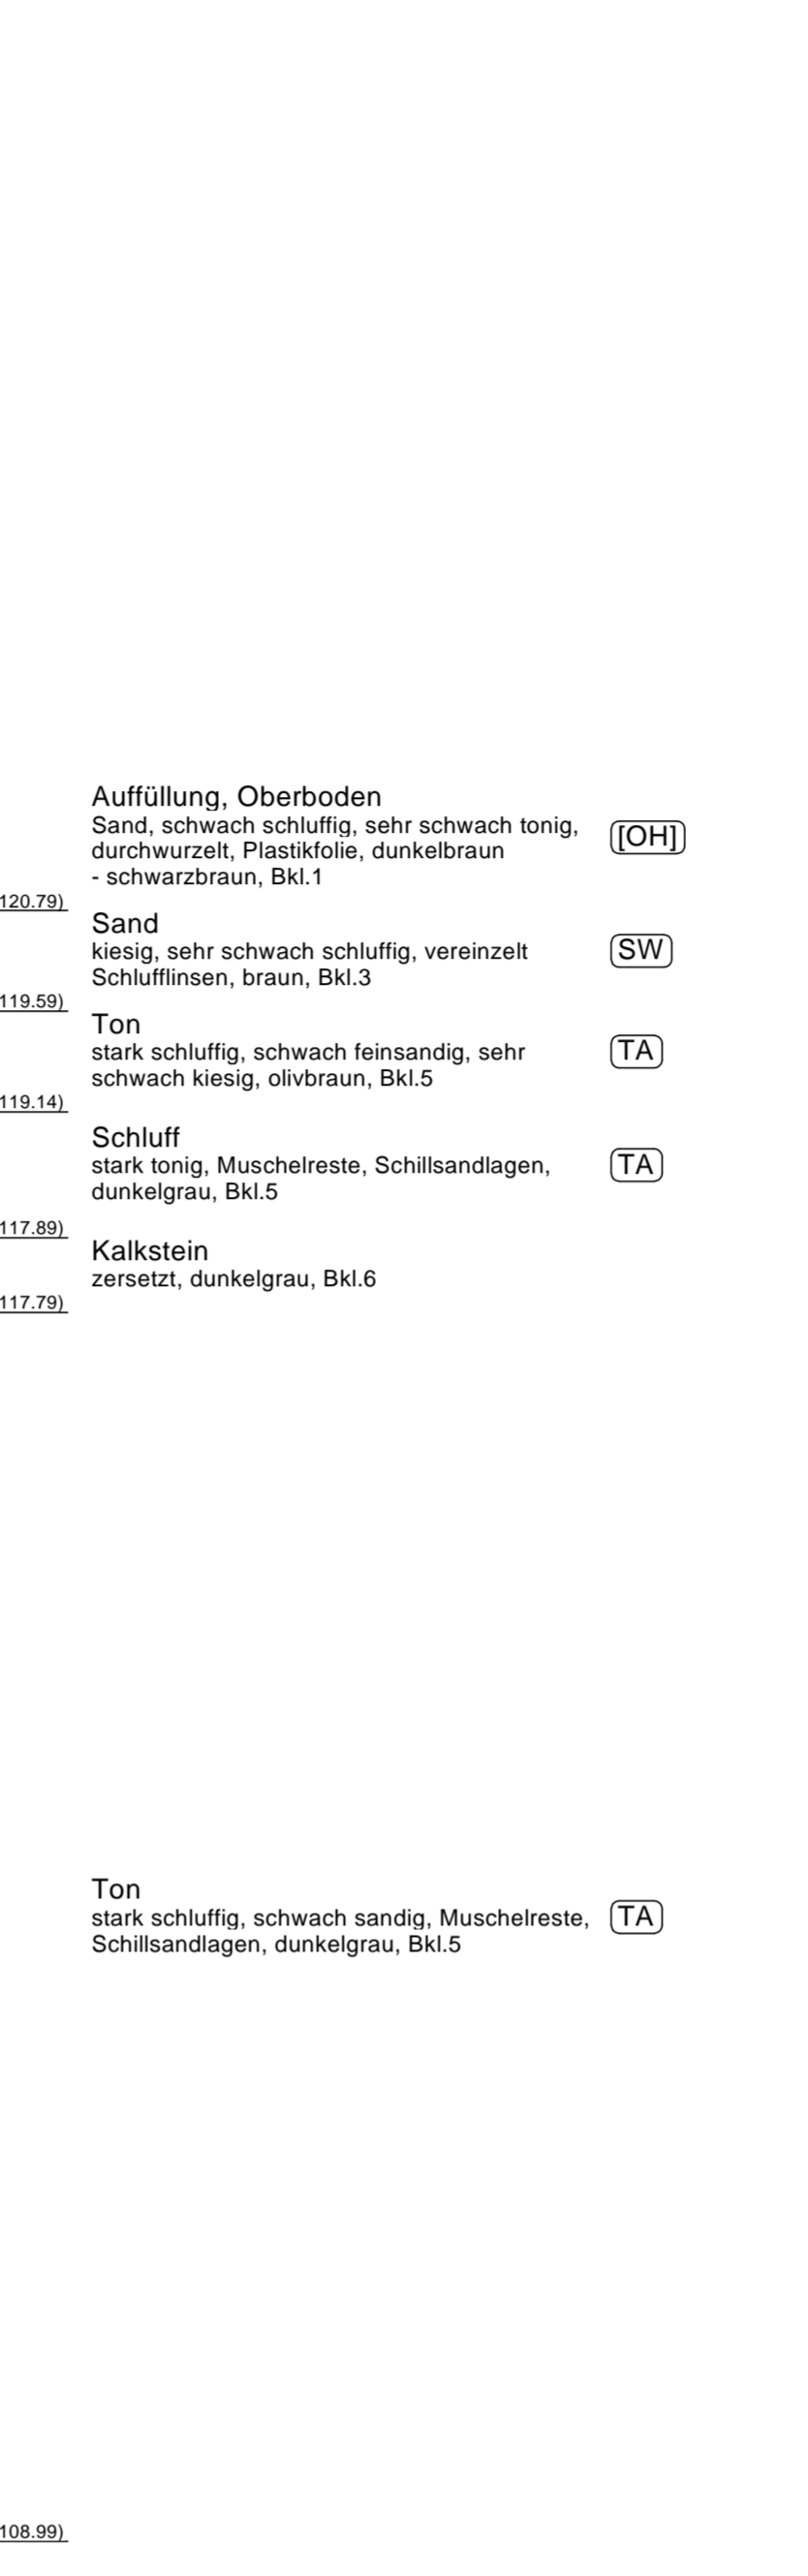 Auffüllung, Oberboden
Sand, schwach schluffig, sehr schwach tonig,
durchwurzelt, Plastikfolie, dunkelbraun
- schwarzbraun, Bkl.1
[OH]
120.79)
Sand
kiesig, sehr schwach schluffig, vereinzelt
Schlufflinsen, braun, Bkl.3
SW
119.59)
Ton
stark schluffig, schwach feinsandig, sehr
schwach kiesig, olivbraun, Bkl.5
TA
119.14)
Schluff
stark tonig, Muschelreste, Schillsandlagen,
dunkelgrau, Bkl.5
TA
117.89)
Kalkstein
zersetzt, dunkelgrau, Bkl.6
117.79)
Ton
stark schluffig, schwach sandig, Muschelreste,
Schillsandlagen, dunkelgrau, Bkl.5
TA
108.99)